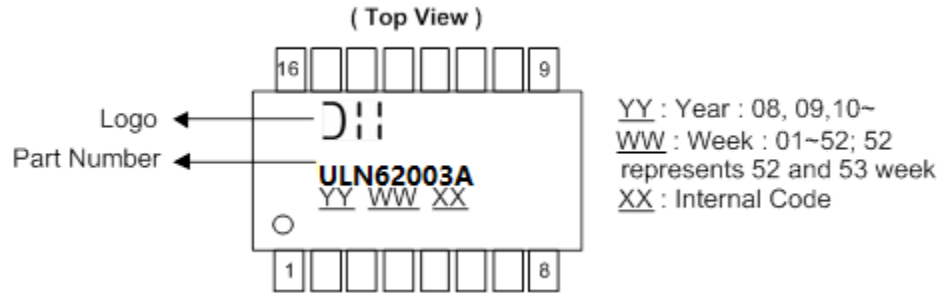 ( Top View )
16 9
Logo
Part Number
ULN62003A
YY WW XX
1 8
YY : Year : 08, 09,10~
WW : Week : 01~52; 52
represents 52 and 53 week
XX : Internal Code